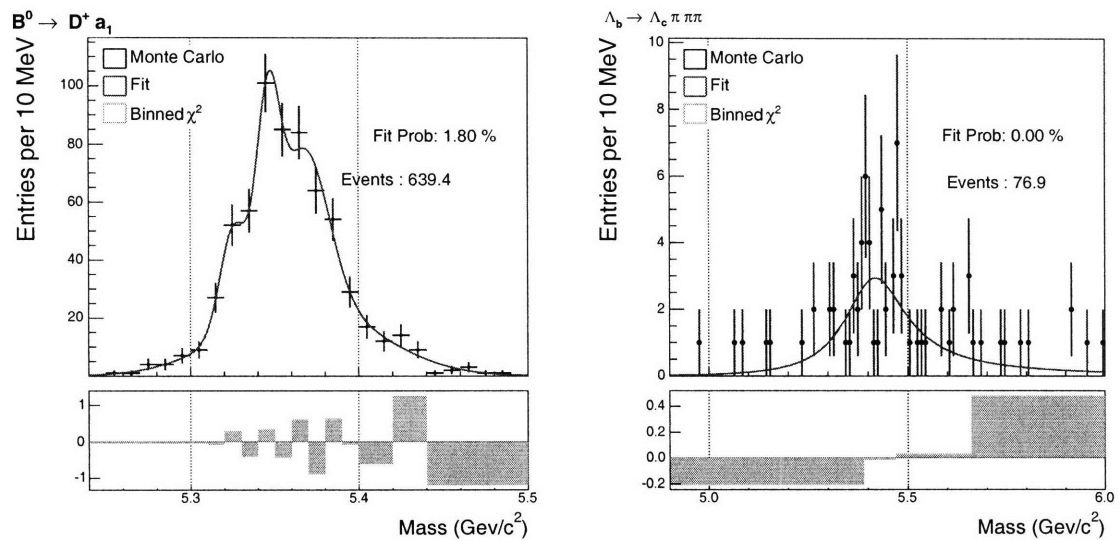 B⁰ → D⁺ a₁
Entries per 10 MeV
100
80
60
40
20
Monte Carlo
Fit
Binned χ²
Fit Prob: 1.80 %
Events : 639.4
1
0
-1
5.3
5.4
5.5
Mass (Gev/c²)
Λb → Λc π ππ
Entries per 10 MeV
10
8
6
4
2
0
Monte Carlo
Fit
Binned χ²
Fit Prob: 0.00 %
Events : 76.9
0.4
0.2
0.0
-0.2
5.0
5.5
6.0
Mass (Gev/c²)